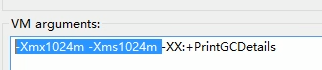 VM arguments:
-Xmx1024m -Xms1024m -XX:+PrintGCDetails